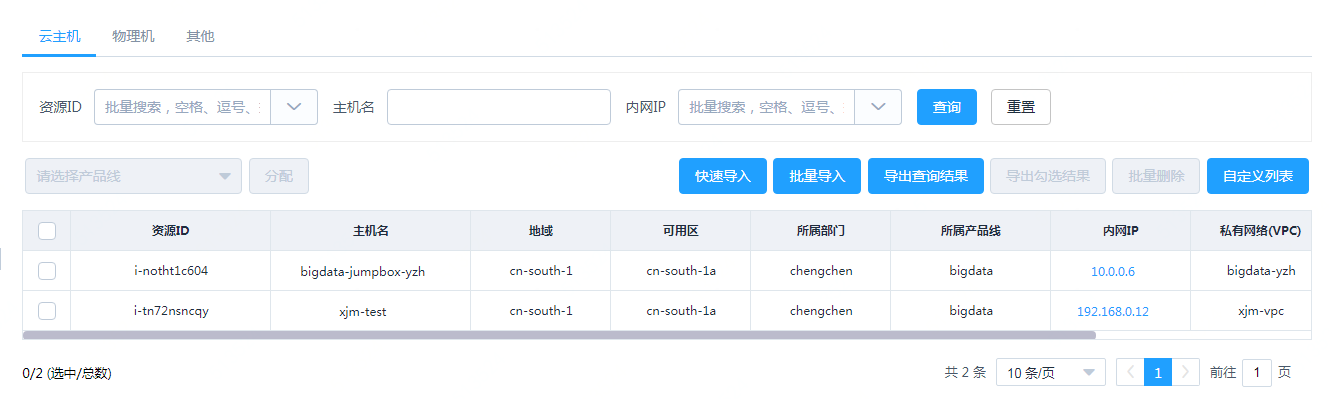 云主机 物理机 其他
资源ID 批量搜索，空格、逗号、 主机名 内网IP 批量搜索，空格、逗号、 查询 重置
请选择产品线 分配 快速导入 批量导入 导出查询结果 导出勾选结果 批量删除 自定义列表
资源ID 主机名 地域 可用区 所属部门 所属产品线 内网IP 私有网络(VPC)
i-notht1c604 bigdata-jumpbox-yzh cn-south-1 cn-south-1a chengchen bigdata 10.0.0.6 bigdata-yzh
i-tn72nsncqy xjm-test cn-south-1 cn-south-1a chengchen bigdata 192.168.0.12 xjm-vpc
0/2 (选中/总数) 共 2 条 10 条/页 1 前往 1 页